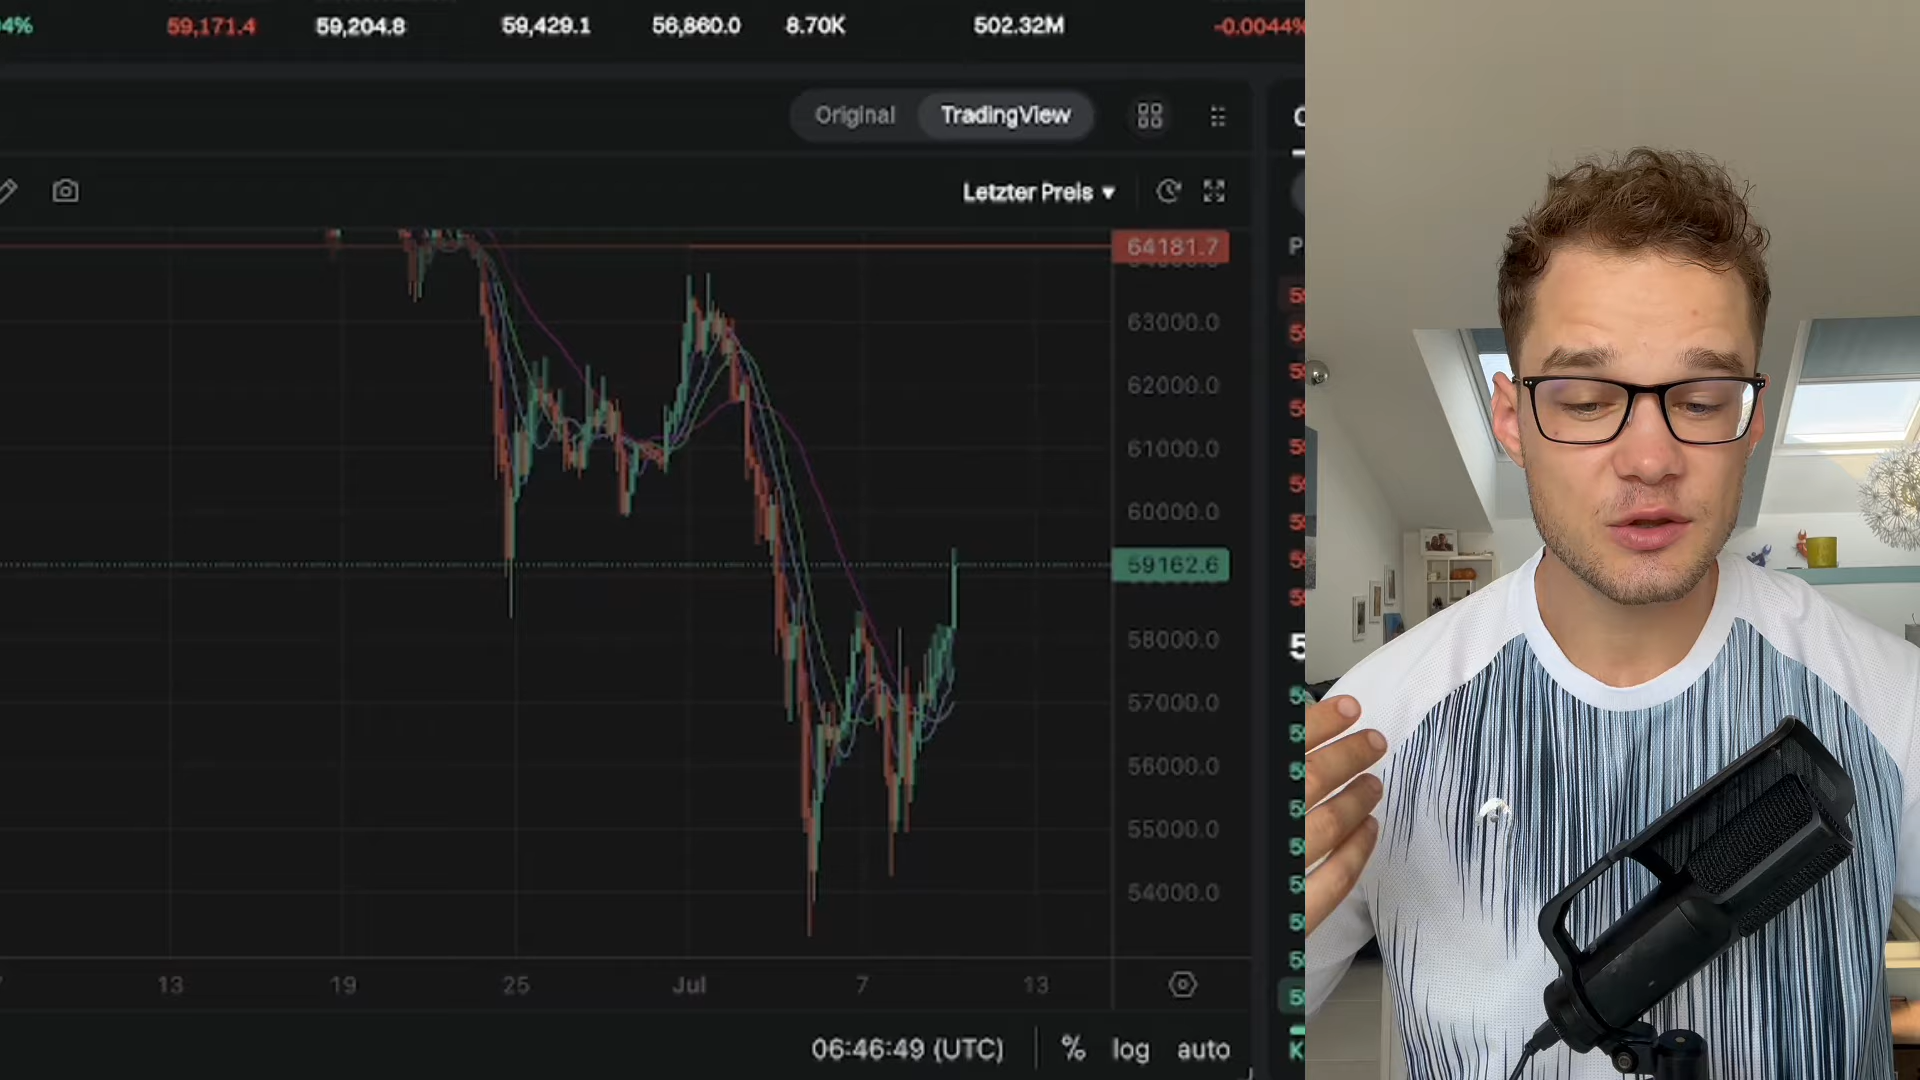 4% 59,171.4 59,204.8 59,429.1 56,860.0 8.70K 502.32M -0.0044%
Original TradingView
Letzter Preis ▼
64181.7
63000.0
62000.0
61000.0
60000.0
59162.6
58000.0
57000.0
56000.0
55000.0
54000.0
13 19 25 Jul 7 13
06:46:49 (UTC) % log auto